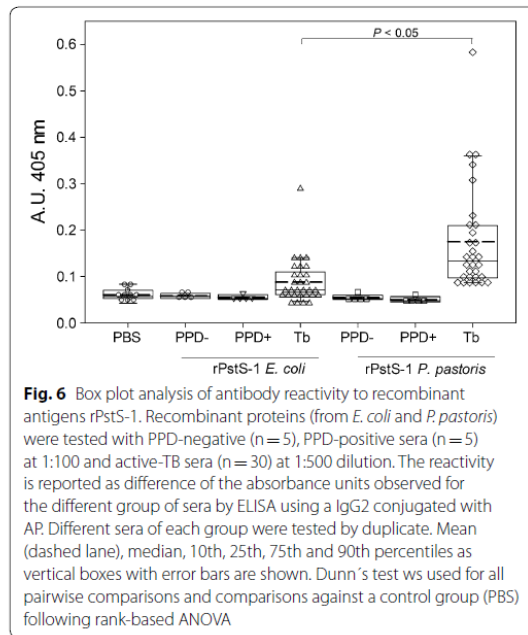 P < 0.05
0.6
0.5
0.4
0.3
0.2
0.1
0.0
A.U. 405 nm
PBS PPD- PPD+ Tb PPD- PPD+ Tb
rPstS-1 E. coli rPstS-1 P. pastoris
Fig. 6 Box plot analysis of antibody reactivity to recombinant
antigens rPstS-1. Recombinant proteins (from E. coli and P. pastoris)
were tested with PPD-negative (n = 5), PPD-positive sera (n = 5)
at 1:100 and active-TB sera (n = 30) at 1:500 dilution. The reactivity
is reported as difference of the absorbance units observed for
the different group of sera by ELISA using a IgG2 conjugated with
AP. Different sera of each group were tested by duplicate. Mean
(dashed lane), median, 10th, 25th, 75th and 90th percentiles as
vertical boxes with error bars are shown. Dunn´s test ws used for all
pairwise comparisons and comparisons against a control group (PBS)
following rank-based ANOVA